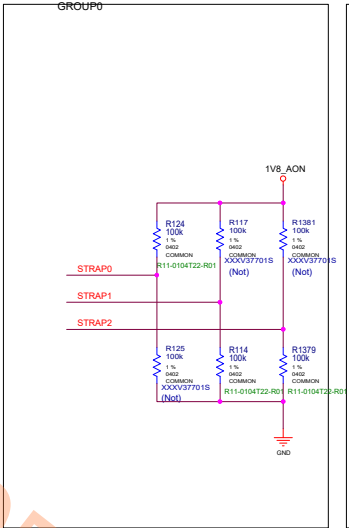 GROUP0
1V8_AON
R124
100k
1 %
0402
COMMON
R11-0104T22-R01
R117
100k
1 %
0402
COMMON
XXXV37701S
(Not)
R1381
100k
1 %
0402
COMMON
XXXV37701S
(Not)
STRAP0
STRAP1
STRAP2
R125
100k
1 %
0402
COMMON
XXXV37701S
(Not)
R114
100k
1 %
0402
COMMON
R11-0104T22-R01
R1379
100k
1 %
0402
COMMON
R11-0104T22-R01
GND